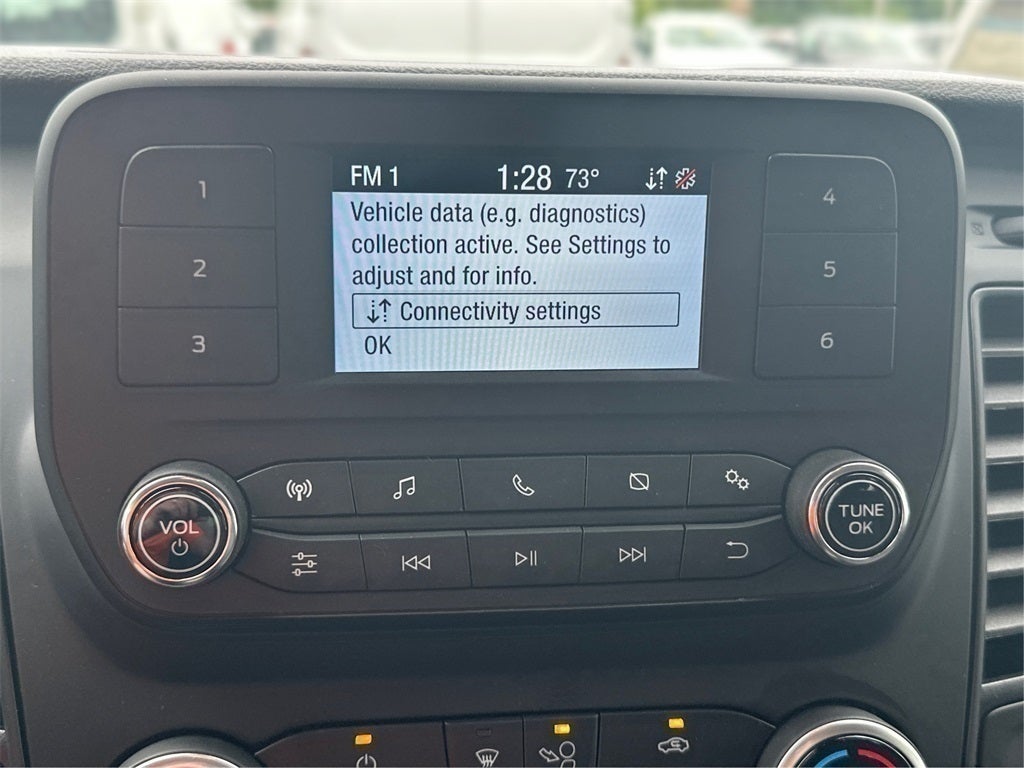 FM 1 1:28 73°
Vehicle data (e.g. diagnostics)
collection active. See Settings to
adjust and for info.
Connectivity settings
OK
1
2
3
4
5
6
VOL
TUNE
OK